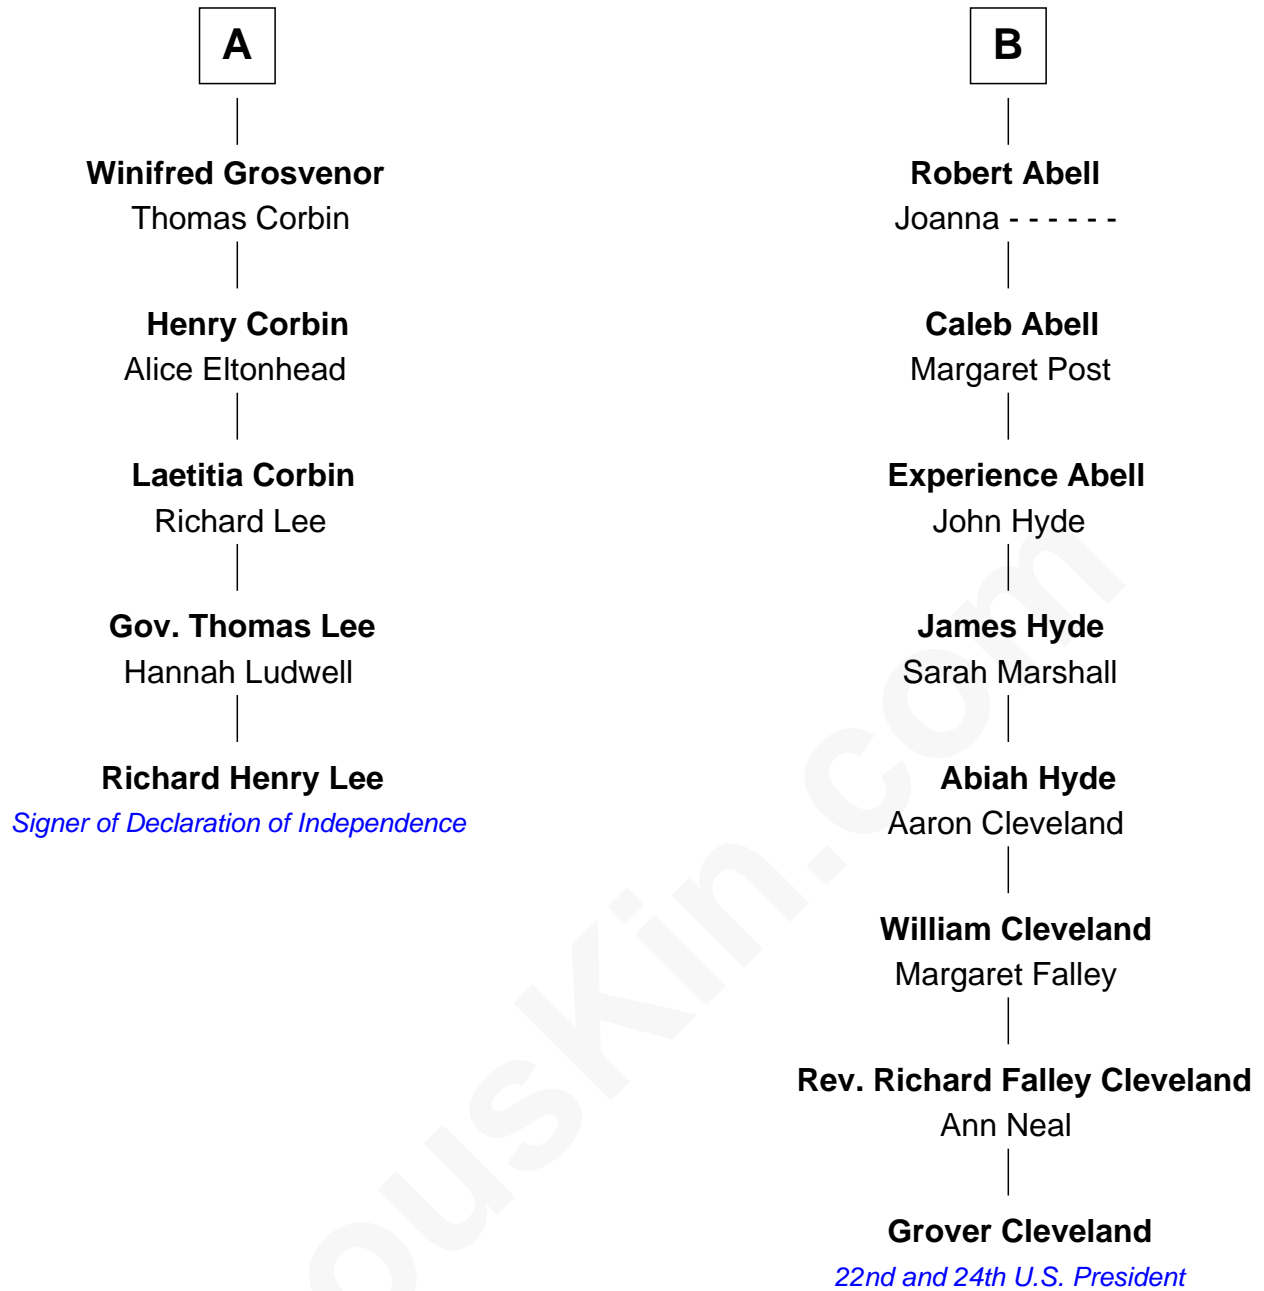 A
Winifred Grosvenor
Thomas Corbin
Henry Corbin
Alice Eltonhead
Laetitia Corbin
Richard Lee
Gov. Thomas Lee
Hannah Ludwell
Richard Henry Lee
Signer of Declaration of Independence
B
Robert Abell
Joanna - - - - - -
Caleb Abell
Margaret Post
Experience Abell
John Hyde
James Hyde
Sarah Marshall
Abiah Hyde
Aaron Cleveland
William Cleveland
Margaret Falley
Rev. Richard Falley Cleveland
Ann Neal
Grover Cleveland
22nd and 24th U.S. President
ousKin.com